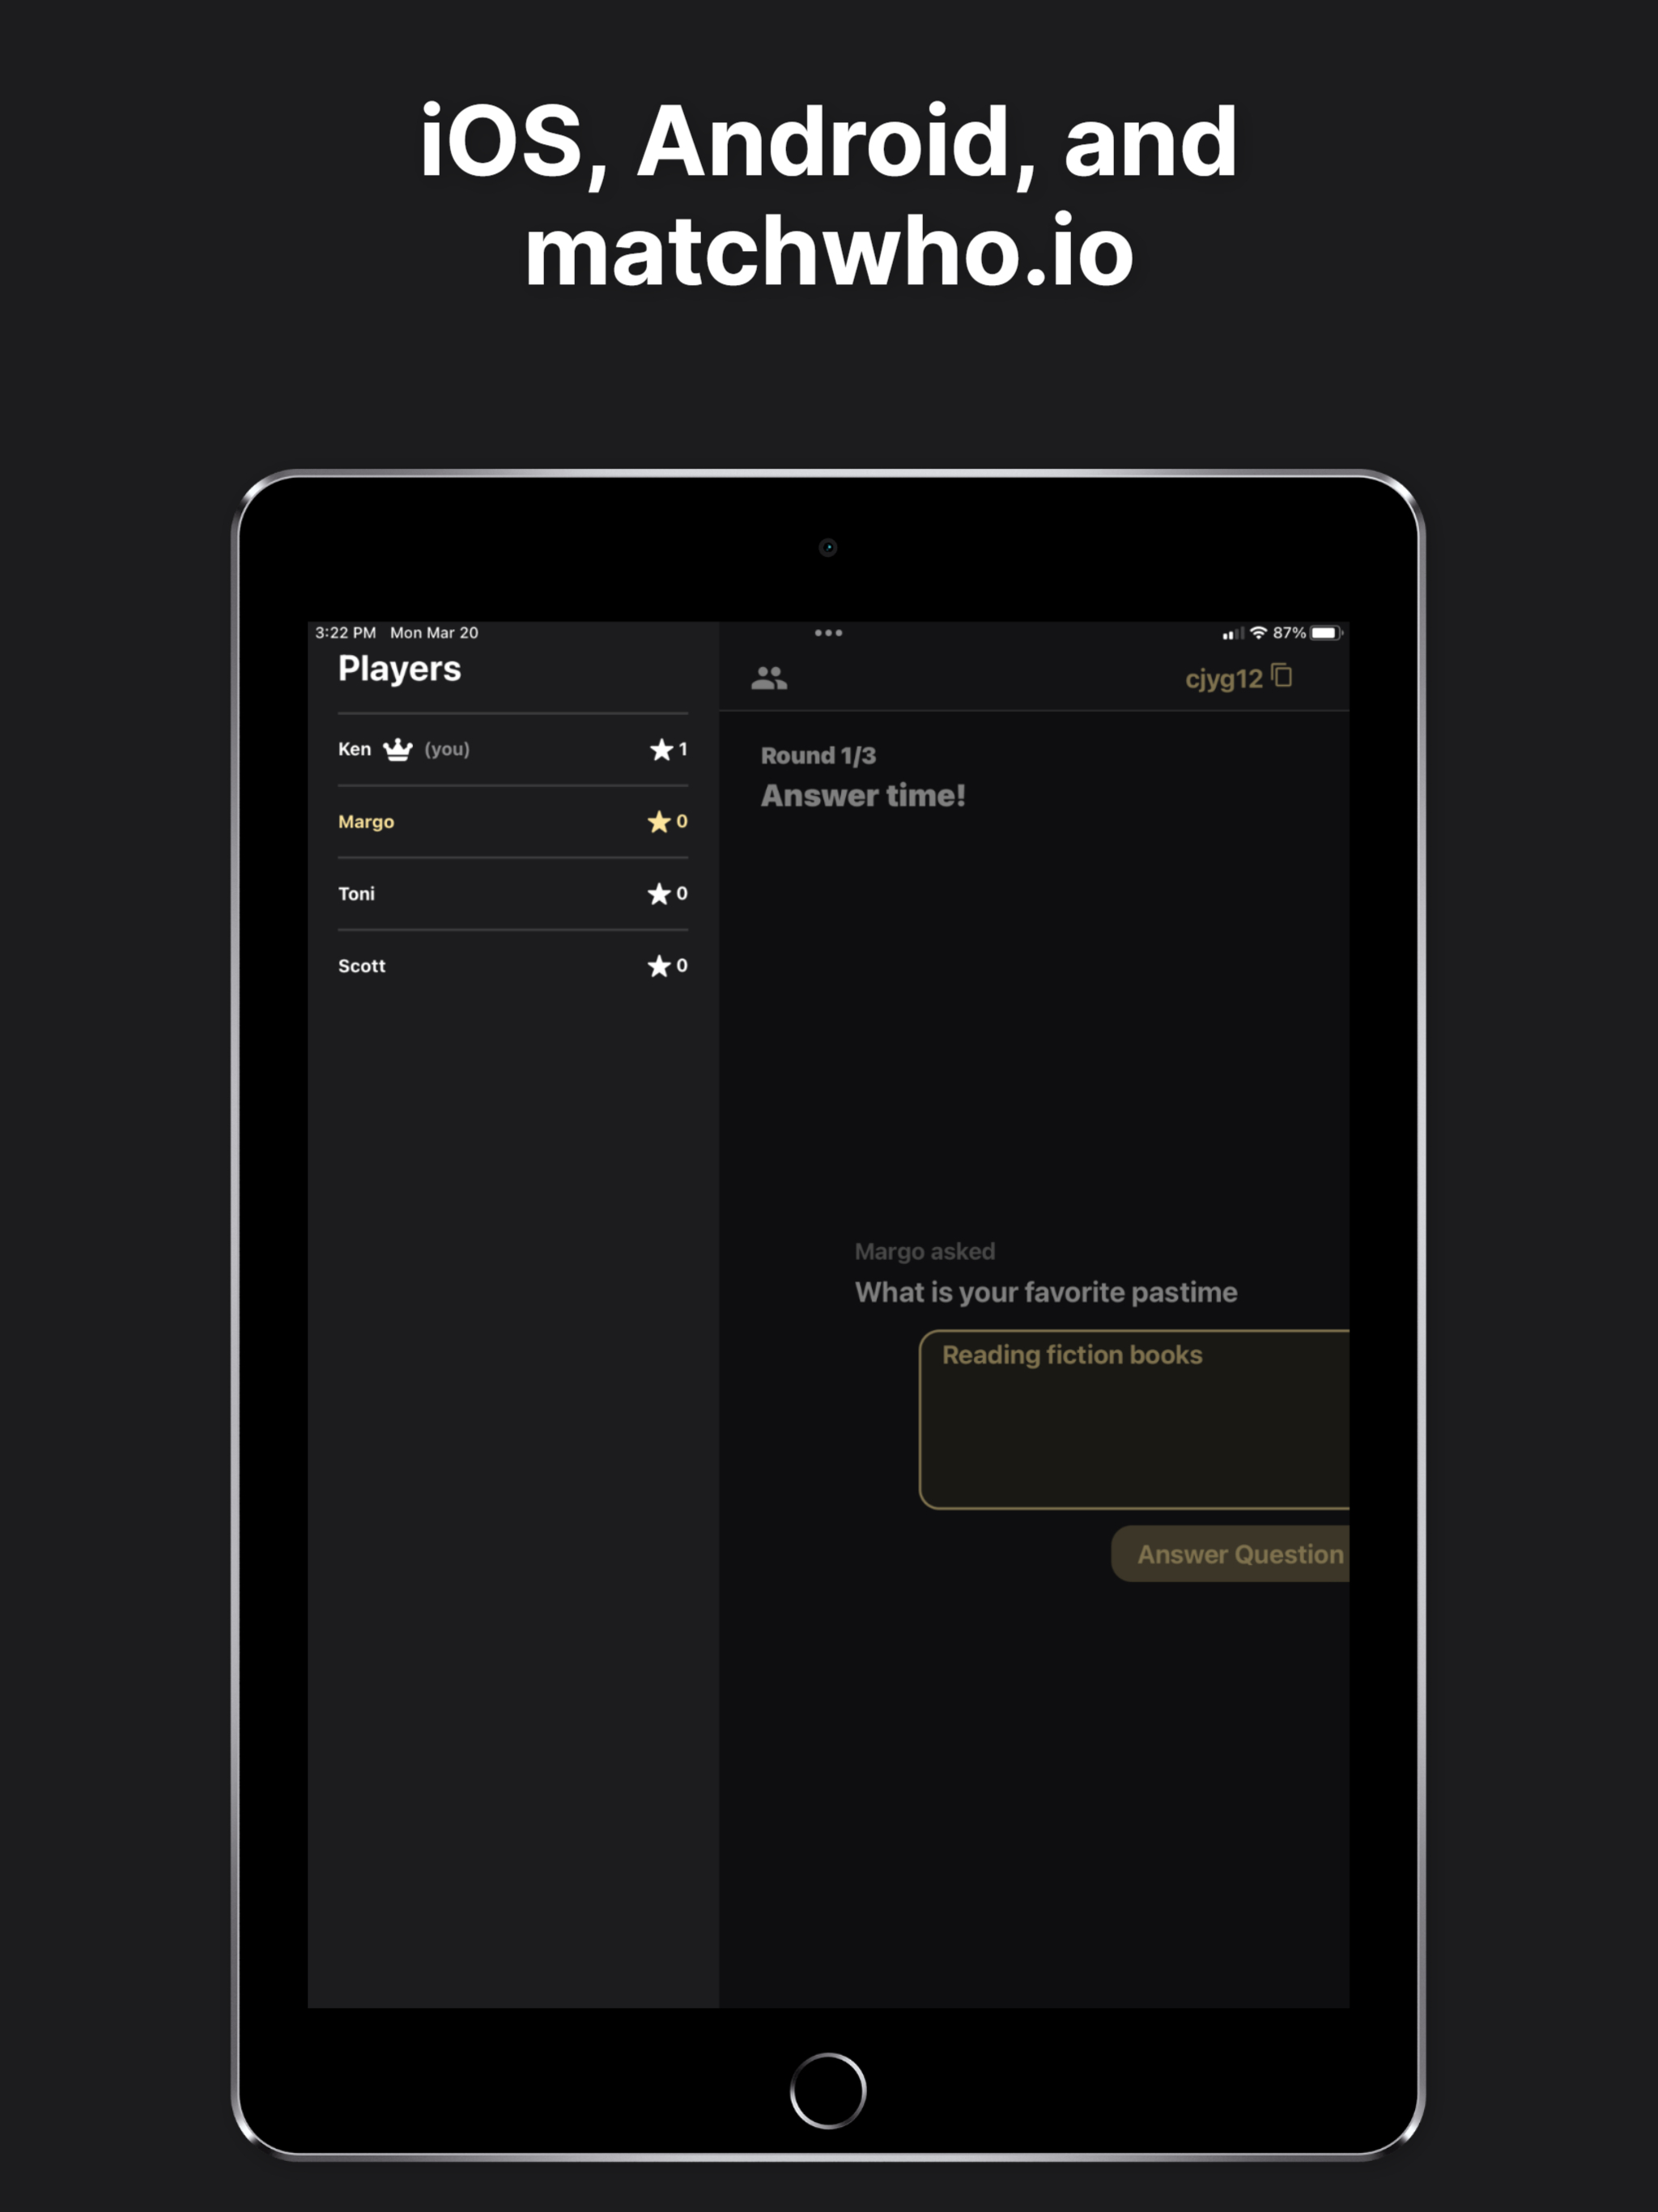 iOS, Android, and
matchwho.io
3:22 PM Mon Mar 20
87%
Players
cjyg12
Ken (you) 1
Margo 0
Toni 0
Scott 0
Round 1/3
Answer time!
Margo asked
What is your favorite pastime
Reading fiction books
Answer Question